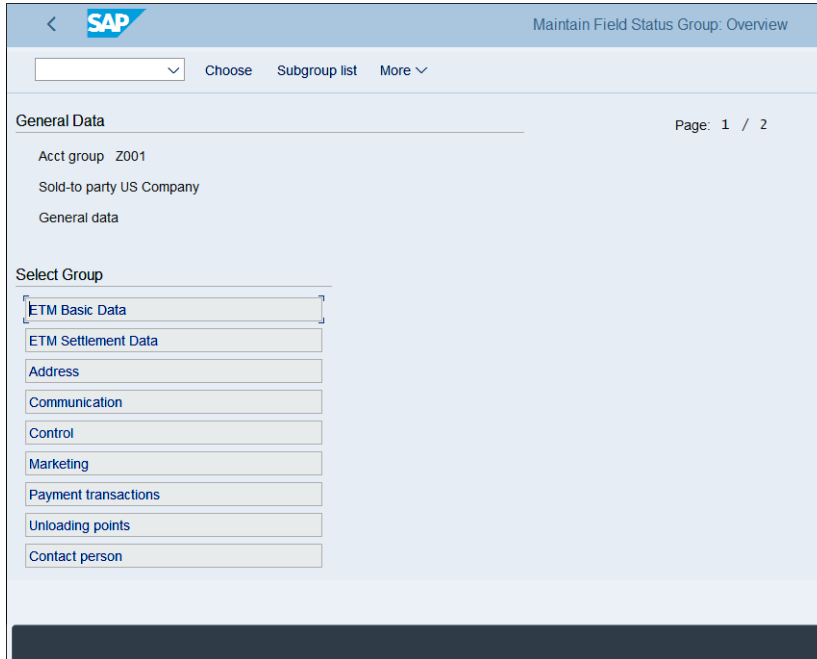 SAP Maintain Field Status Group: Overview
Choose Subgroup list More
General Data
Page: 1 / 2
Acct group Z001
Sold-to party US Company
General data
Select Group
ETM Basic Data
ETM Settlement Data
Address
Communication
Control
Marketing
Payment transactions
Unloading points
Contact person